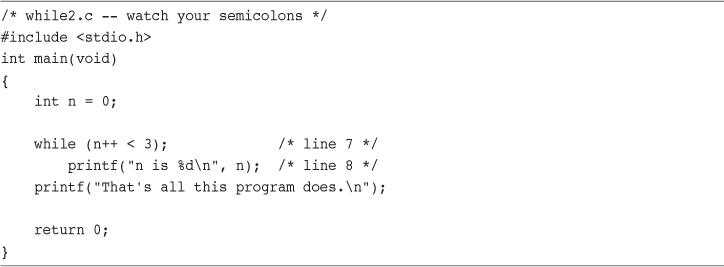 /* while2.c -- watch your semicolons */
#include <stdio.h>
int main(void)
{
    int n = 0;

    while (n++ < 3);              /* line 7 */
        printf("n is %d\n", n);  /* line 8 */
    printf("That's all this program does.\n");

    return 0;
}